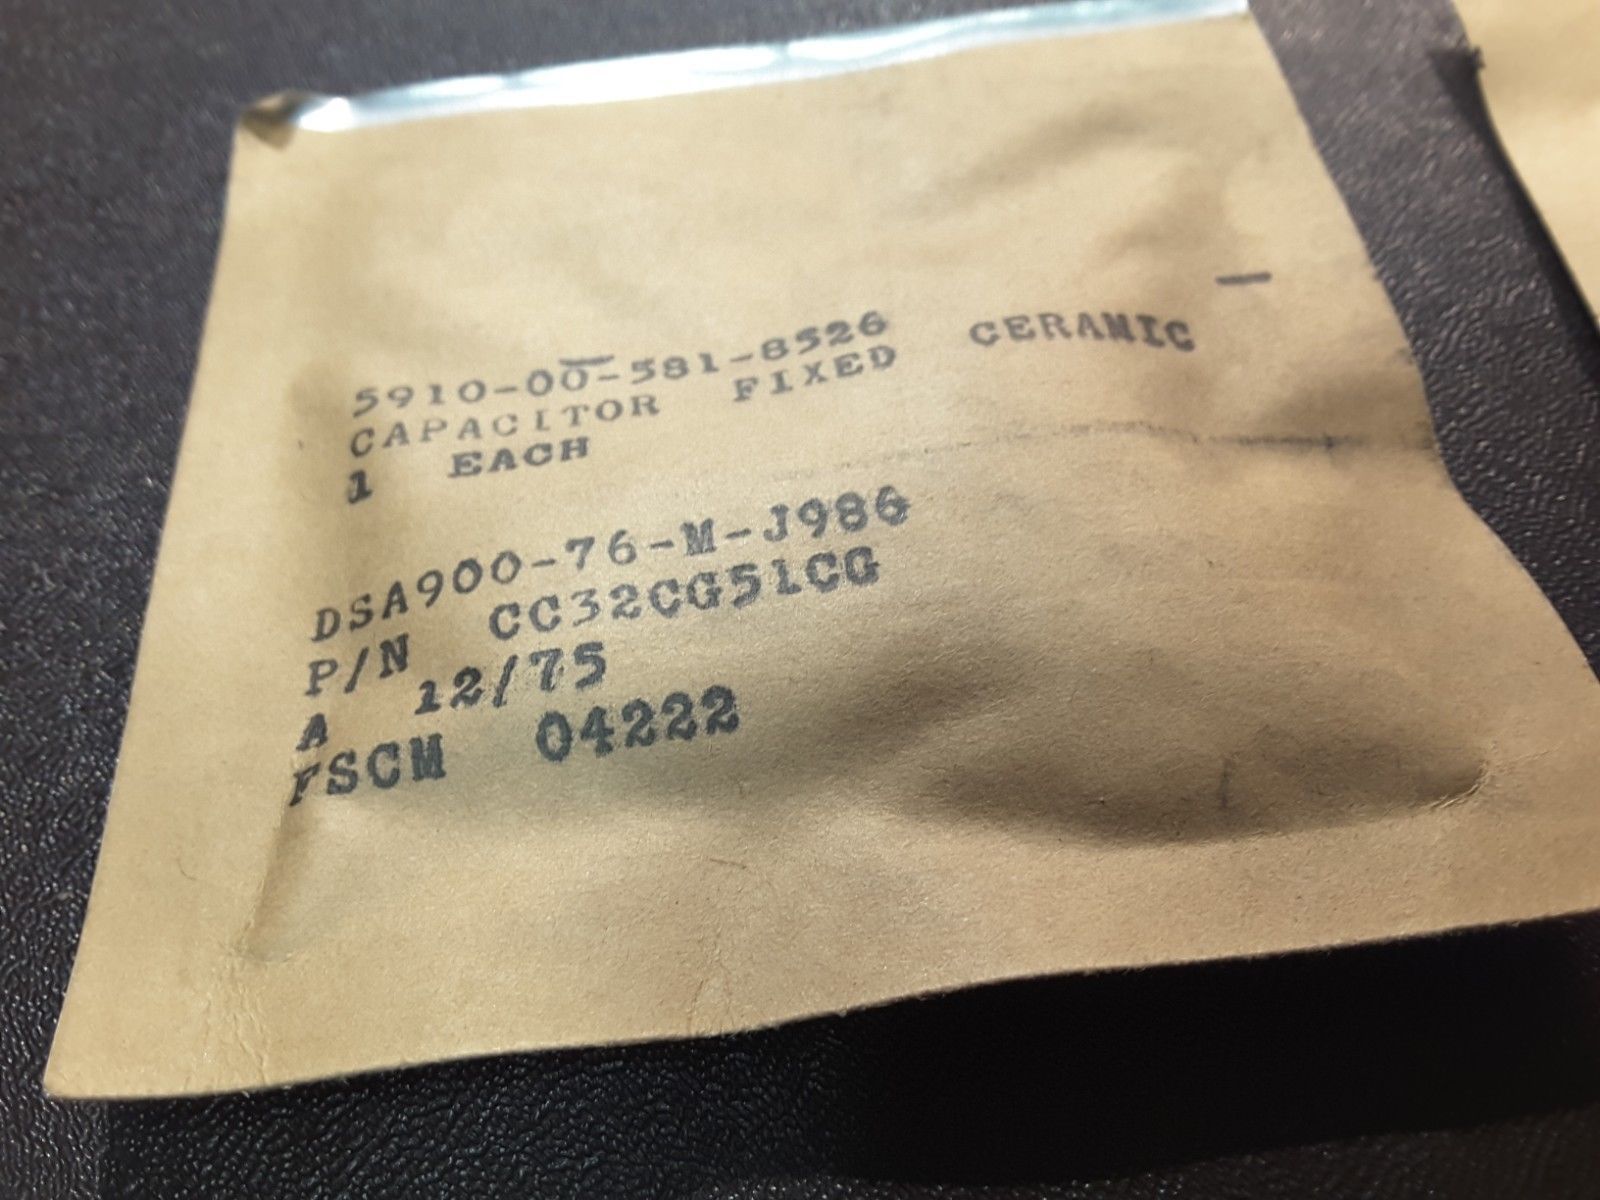 5910-00-581-8526
CAPACITOR FIXED CERAMIC
1 EACH
DSA900-76-M-J986
P/N CC32CG51CG
A 12/75
FSCM 04222